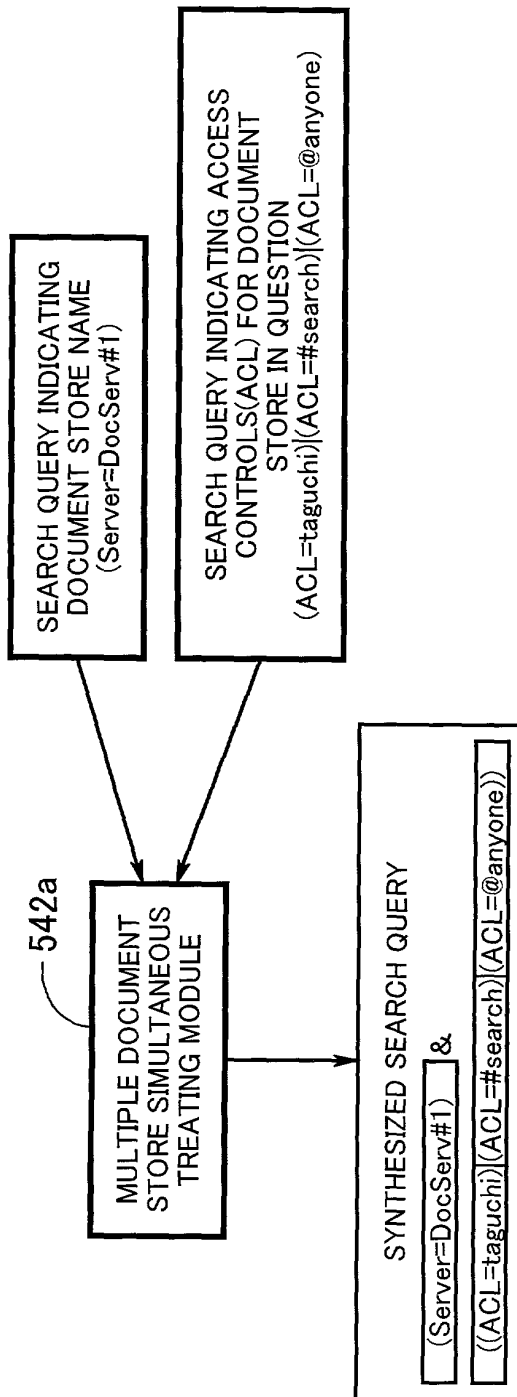 SEARCH QUERY INDICATING
DOCUMENT STORE NAME
(Server=DocServ#1)
SEARCH QUERY INDICATING ACCESS
CONTROLS(ACL) FOR DOCUMENT
STORE IN QUESTION
(ACL=taguchi)|(ACL=#search)|(ACL=@anyone)
542a
MULTIPLE DOCUMENT
STORE SIMULTANEOUS
TREATING MODULE
SYNTHESIZED SEARCH QUERY
(Server=DocServ#1) &
((ACL=taguchi)|(ACL=#search)|(ACL=@anyone))